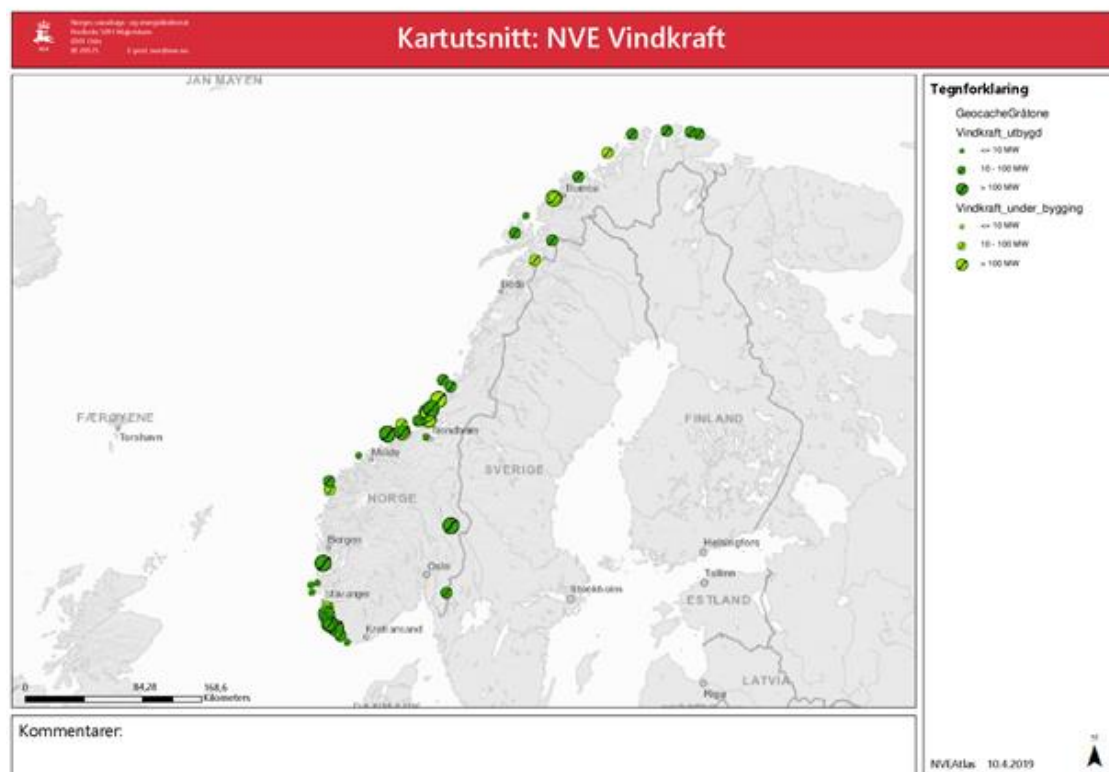 Kartutsnitt: NVE Vindkraft
JAN MAYEN
Tromsø
Bodø
FÆRØYENE
Torshavn
Trondheim
Molde
FINLAND
SVERIGE
NORGE
Bergen
Helsingfors
Oslo
Tallinn
Stavanger
Stockholm
ESTLAND
Kristiansand
LATVIA
Riga
DANMARK
0 84,28 168,6
Kilometers
Kommentarer:
Tegnforklaring
GeocacheGråtone
Vindkraft_utbygd
<= 10 MW
10 - 100 MW
> 100 MW
Vindkraft_under_bygging
<= 10 MW
10 - 100 MW
> 100 MW
NVEAtlas 10.4.2019